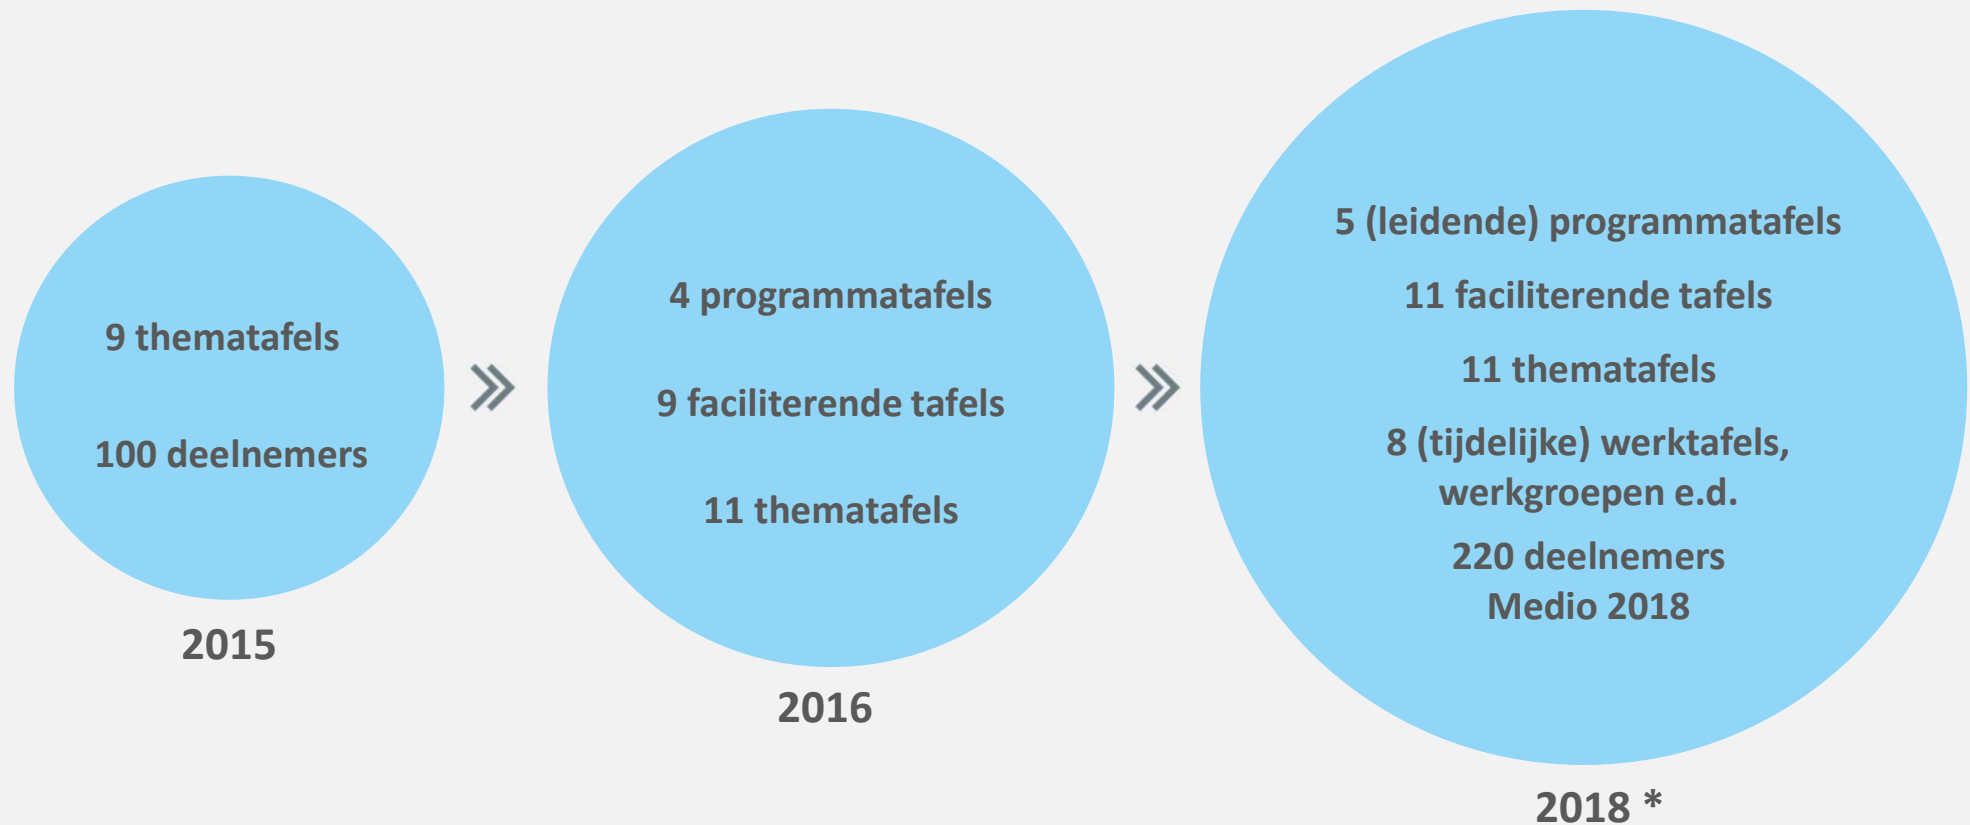 9 thematafels
100 deelnemers
2015
4 programmatafels
9 faciliterende tafels
11 thematafels
2016
5 (leidende) programmatafels
11 faciliterende tafels
11 thematafels
8 (tijdelijke) werktafels,
werkgroepen e.d.
220 deelnemers
Medio 2018
2018 *